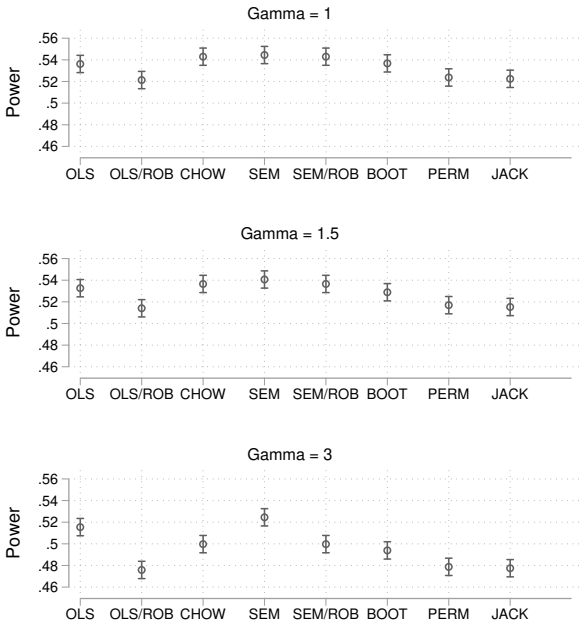 Gamma = 1
Power
.56
.54
.52
.5
.48
.46
OLS OLS/ROB CHOW SEM SEM/ROB BOOT PERM JACK
Gamma = 1.5
Power
.56
.54
.52
.5
.48
.46
OLS OLS/ROB CHOW SEM SEM/ROB BOOT PERM JACK
Gamma = 3
Power
.56
.54
.52
.5
.48
.46
OLS OLS/ROB CHOW SEM SEM/ROB BOOT PERM JACK